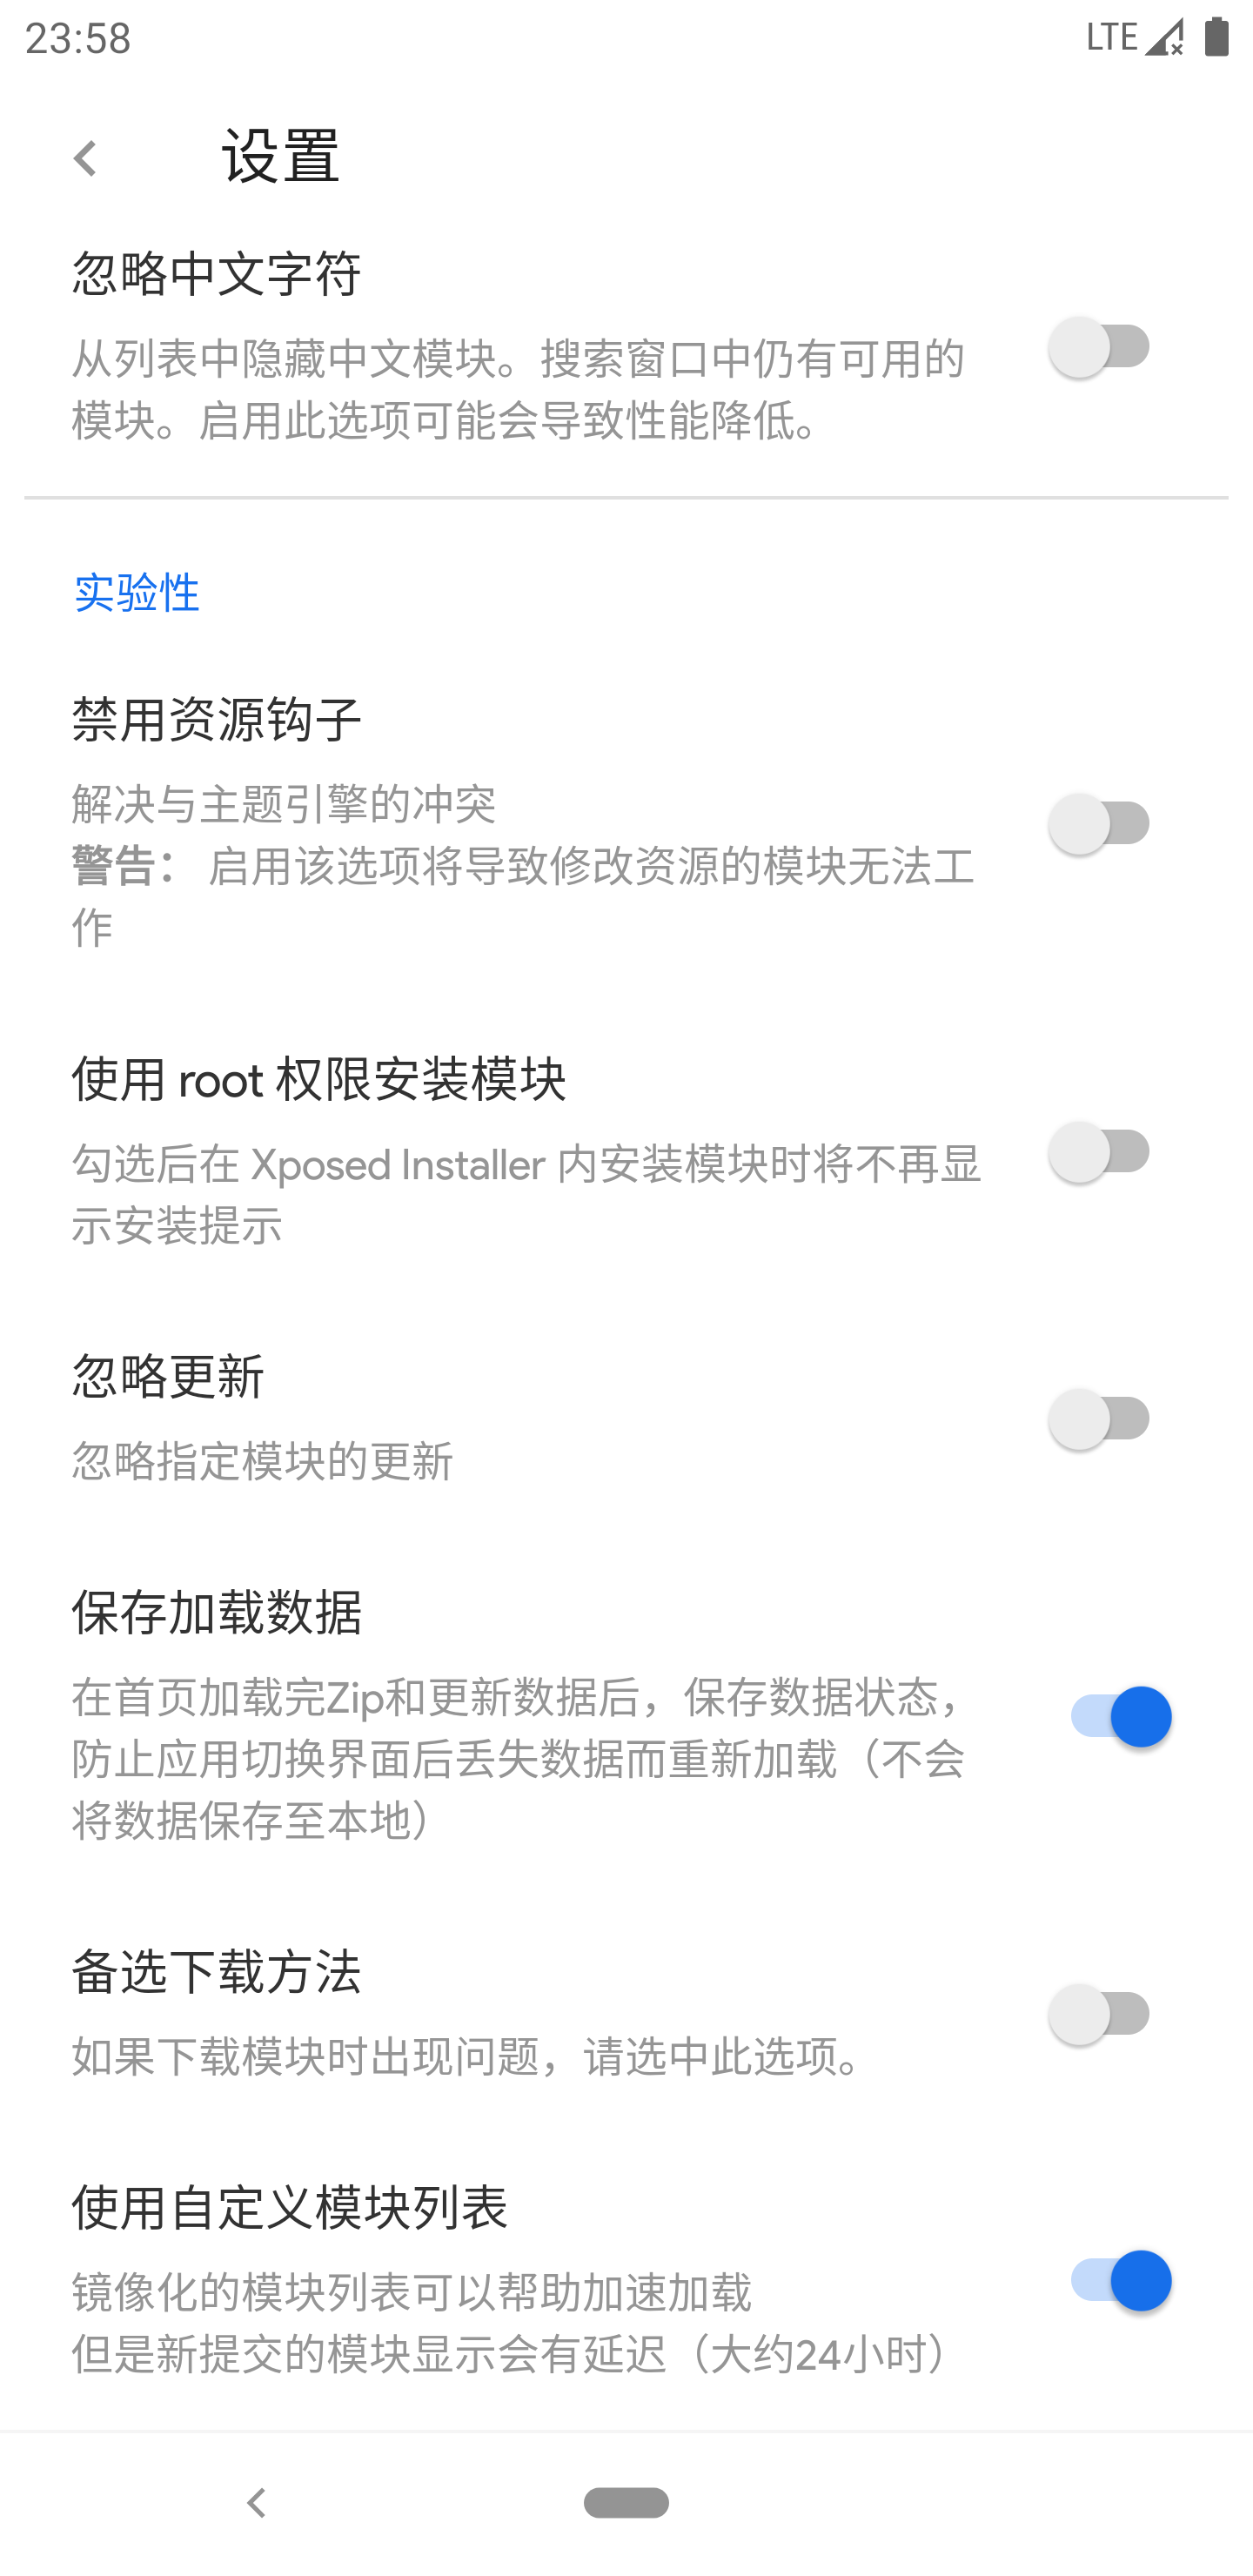 23:58
LTE
设置
忽略中文字符
从列表中隐藏中文模块。搜索窗口中仍有可用的
模块。启用此选项可能会导致性能降低。
实验性
禁用资源钩子
解决与主题引擎的冲突
警告： 启用该选项将导致修改资源的模块无法工
作
使用 root 权限安装模块
勾选后在 Xposed Installer 内安装模块时将不再显
示安装提示
忽略更新
忽略指定模块的更新
保存加载数据
在首页加载完Zip和更新数据后，保存数据状态，
防止应用切换界面后丢失数据而重新加载（不会
将数据保存至本地）
备选下载方法
如果下载模块时出现问题，请选中此选项。
使用自定义模块列表
镜像化的模块列表可以帮助加速加载
但是新提交的模块显示会有延迟（大约24小时）